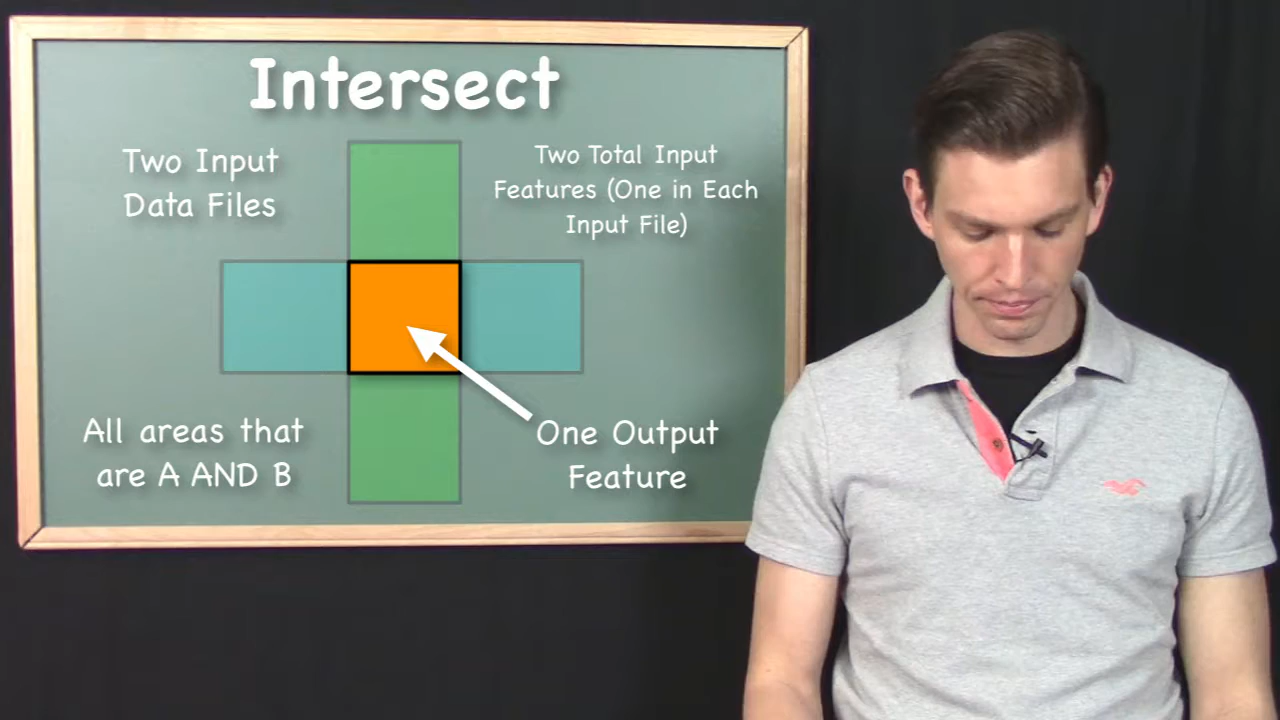 Intersect
Two Input
Data Files
Two Total Input
Features (One in Each
Input File)
All areas that
are A AND B
One Output
Feature